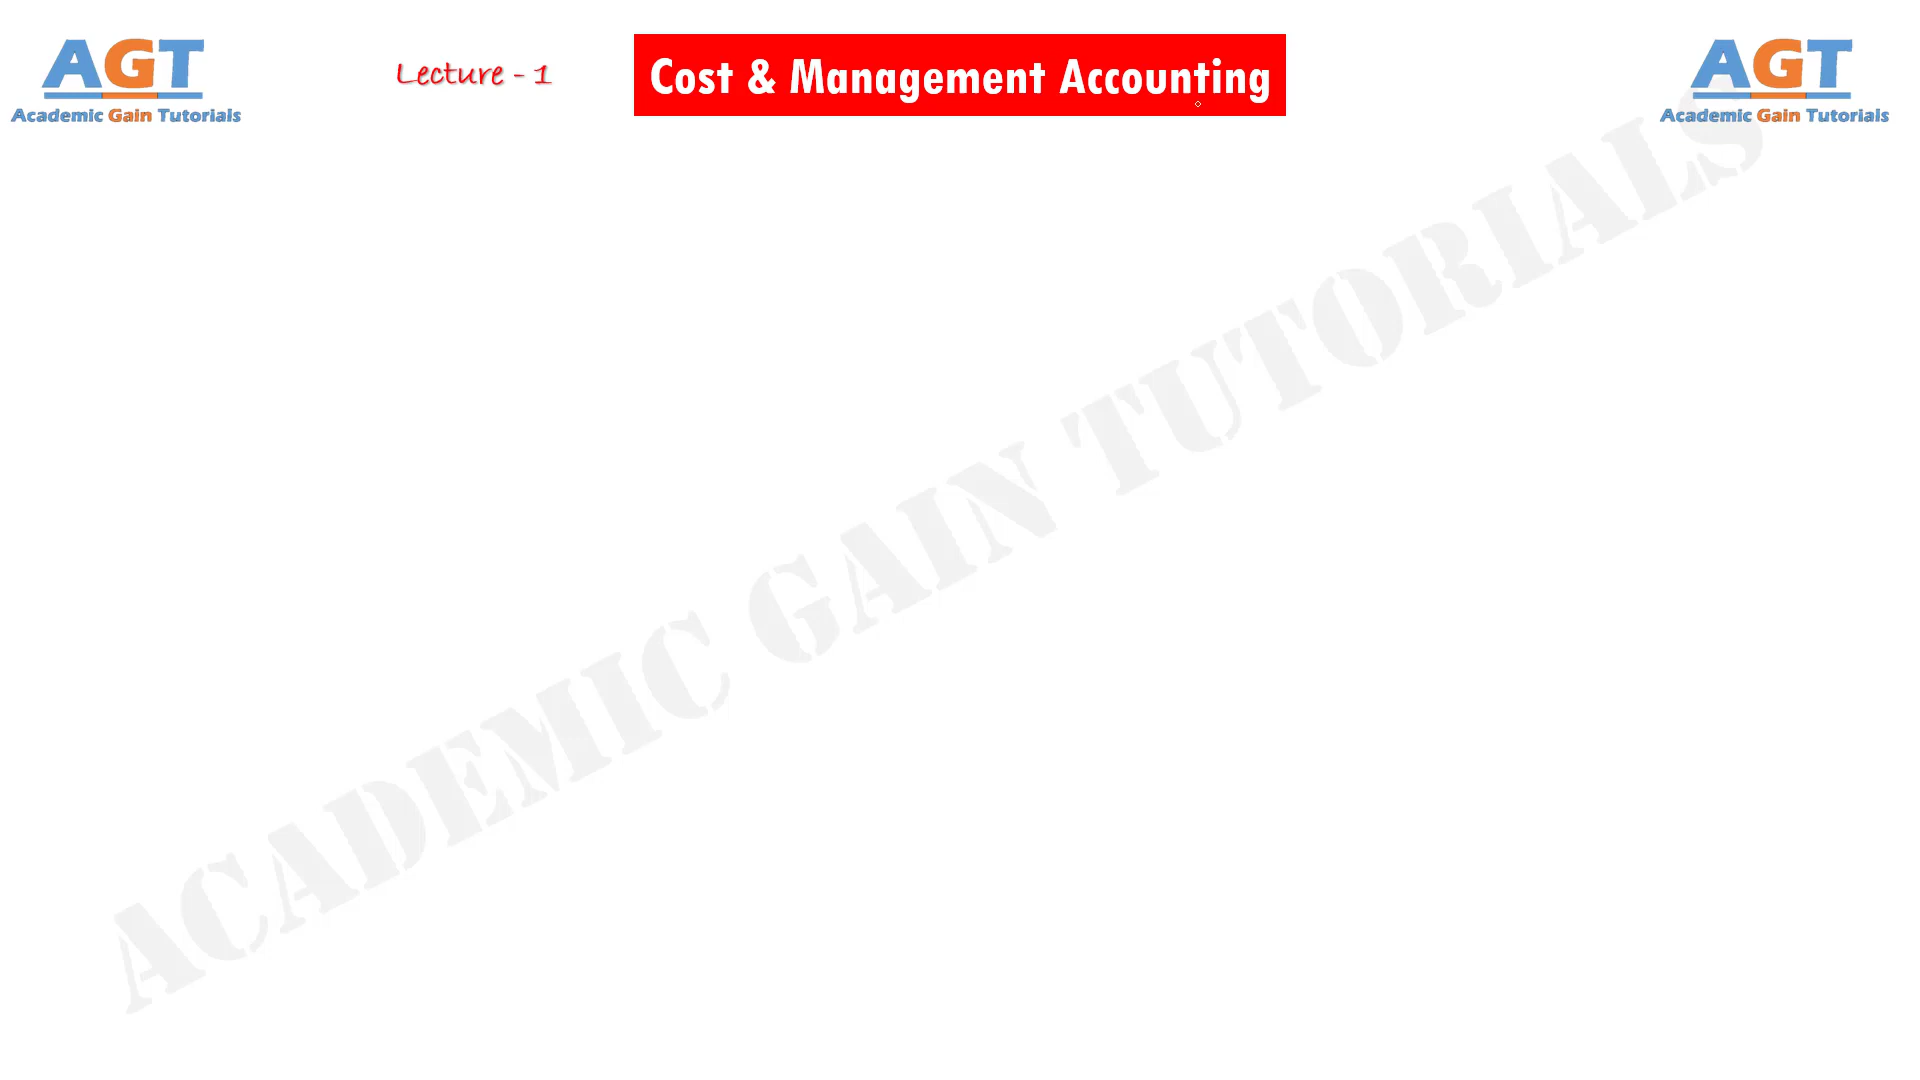 AGT
Academic Gain Tutorials
Lecture - 1
Cost & Management Accounting
AGT
Academic Gain Tutorials
ACADEMIC GAIN TUTORIALS